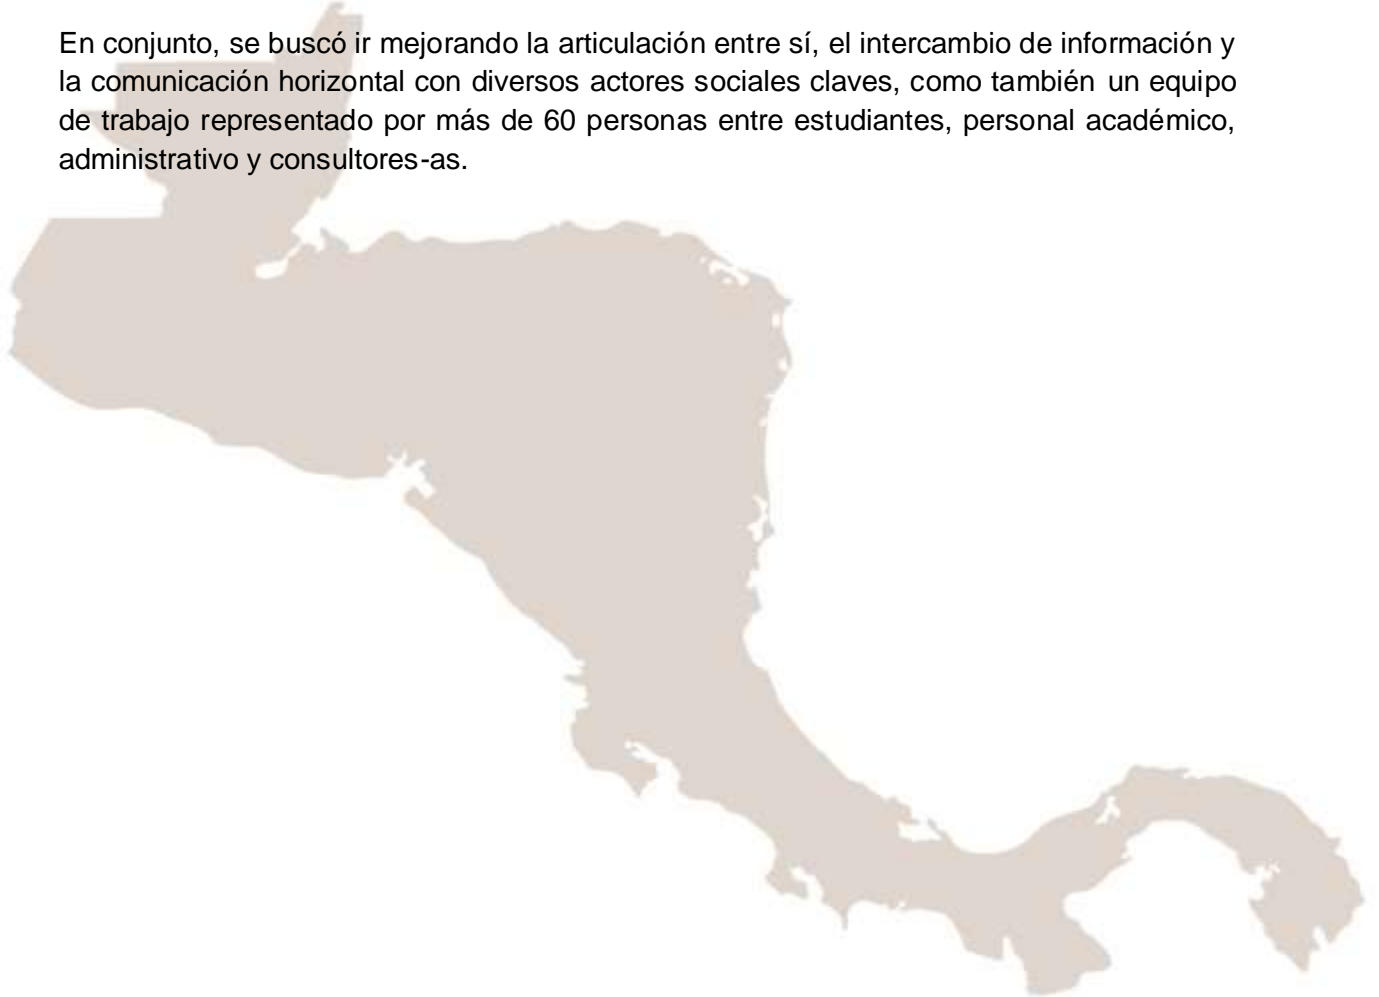 En conjunto, se buscó ir mejorando la articulación entre sí, el intercambio de información y
la comunicación horizontal con diversos actores sociales claves, como también un equipo
de trabajo representado por más de 60 personas entre estudiantes, personal académico,
administrativo y consultores-as.